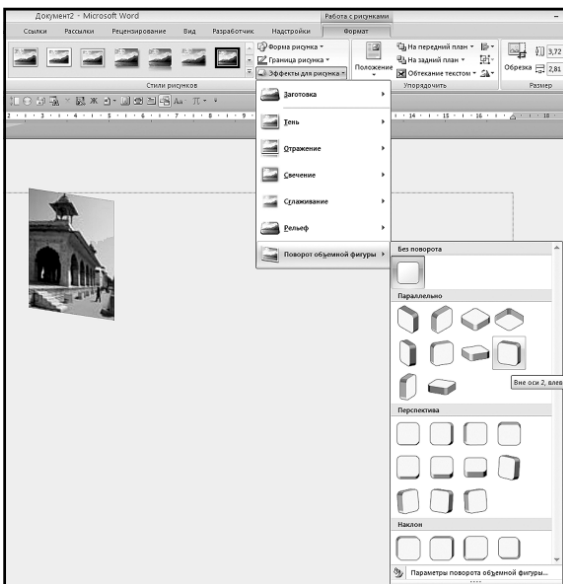 Документ2 - Microsoft Word
Работа с рисунками
Ссылки Рассылки Рецензирование Вид Разработчик Надстройки Формат
Форма рисунка
Граница рисунка
Эффекты для рисунка
Положение
На передний план
На задний план
Обтекание текстом
Обрезка
3,72
2,81
Стили рисунков
Упорядочить
Размер
Заготовка
Тень
Отражение
Свечение
Сглаживание
Рельеф
Поворот объемной фигуры
Без поворота
Параллельно
Вне оси 2, влев
Перспектива
Наклон
Параметры поворота объемной фигуры...